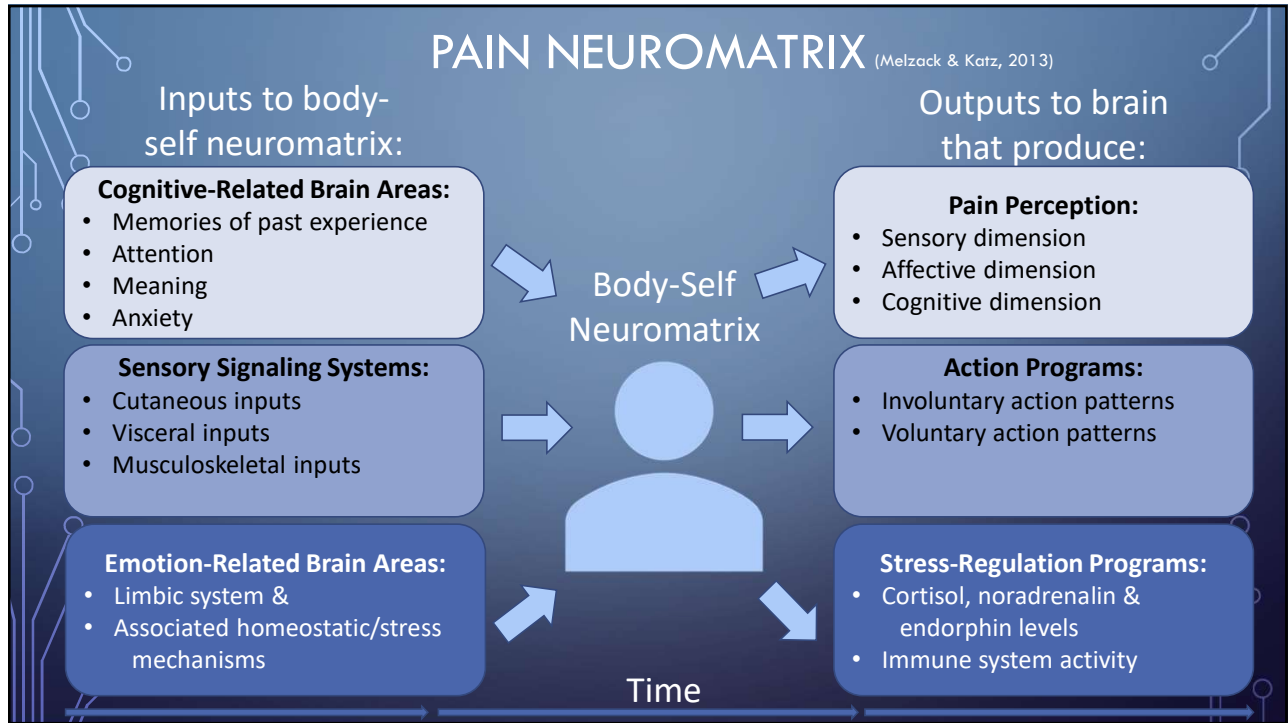 PAIN NEUROMATRIX (Melzack & Katz, 2013)
Inputs to body-
self neuromatrix:
Cognitive-Related Brain Areas:
• Memories of past experience
• Attention
• Meaning
• Anxiety
Sensory Signaling Systems:
• Cutaneous inputs
• Visceral inputs
• Musculoskeletal inputs
Emotion-Related Brain Areas:
• Limbic system &
• Associated homeostatic/stress
mechanisms
Body-Self
Neuromatrix
Time
Outputs to brain
that produce:
Pain Perception:
• Sensory dimension
• Affective dimension
• Cognitive dimension
Action Programs:
• Involuntary action patterns
• Voluntary action patterns
Stress-Regulation Programs:
• Cortisol, noradrenalin &
endorphin levels
• Immune system activity